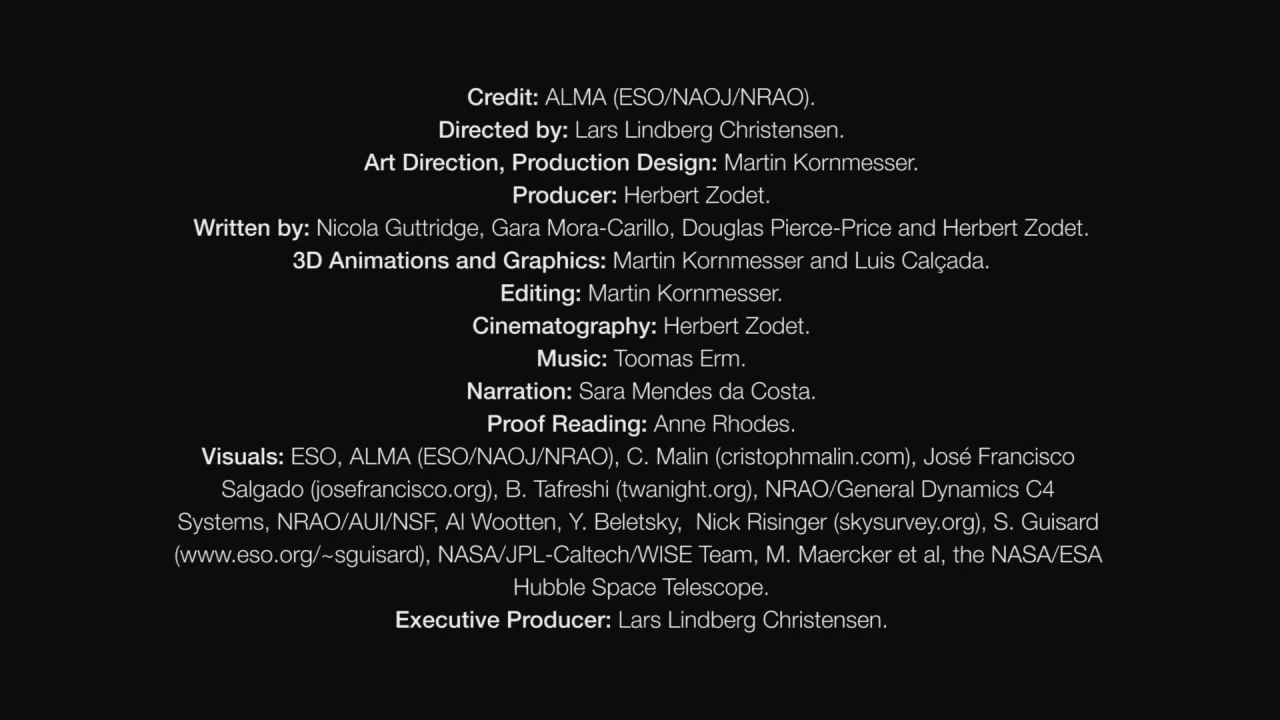 Credit: ALMA (ESO/NAOJ/NRAO).
Directed by: Lars Lindberg Christensen.
Art Direction, Production Design: Martin Kornmesser.
Producer: Herbert Zodet.
Written by: Nicola Guttridge, Gara Mora-Carillo, Douglas Pierce-Price and Herbert Zodet.
3D Animations and Graphics: Martin Kornmesser and Luis Calçada.
Editing: Martin Kornmesser.
Cinematography: Herbert Zodet.
Music: Toomas Erm.
Narration: Sara Mendes da Costa.
Proof Reading: Anne Rhodes.
Visuals: ESO, ALMA (ESO/NAOJ/NRAO), C. Malin (cristophmalin.com), José Francisco
Salgado (josefrancisco.org), B. Tafreshi (twanight.org), NRAO/General Dynamics C4
Systems, NRAO/AUI/NSF, Al Wootten, Y. Beletsky,  Nick Risinger (skysurvey.org), S. Guisard
(www.eso.org/~sguisard), NASA/JPL-Caltech/WISE Team, M. Maercker et al, the NASA/ESA
Hubble Space Telescope.
Executive Producer: Lars Lindberg Christensen.